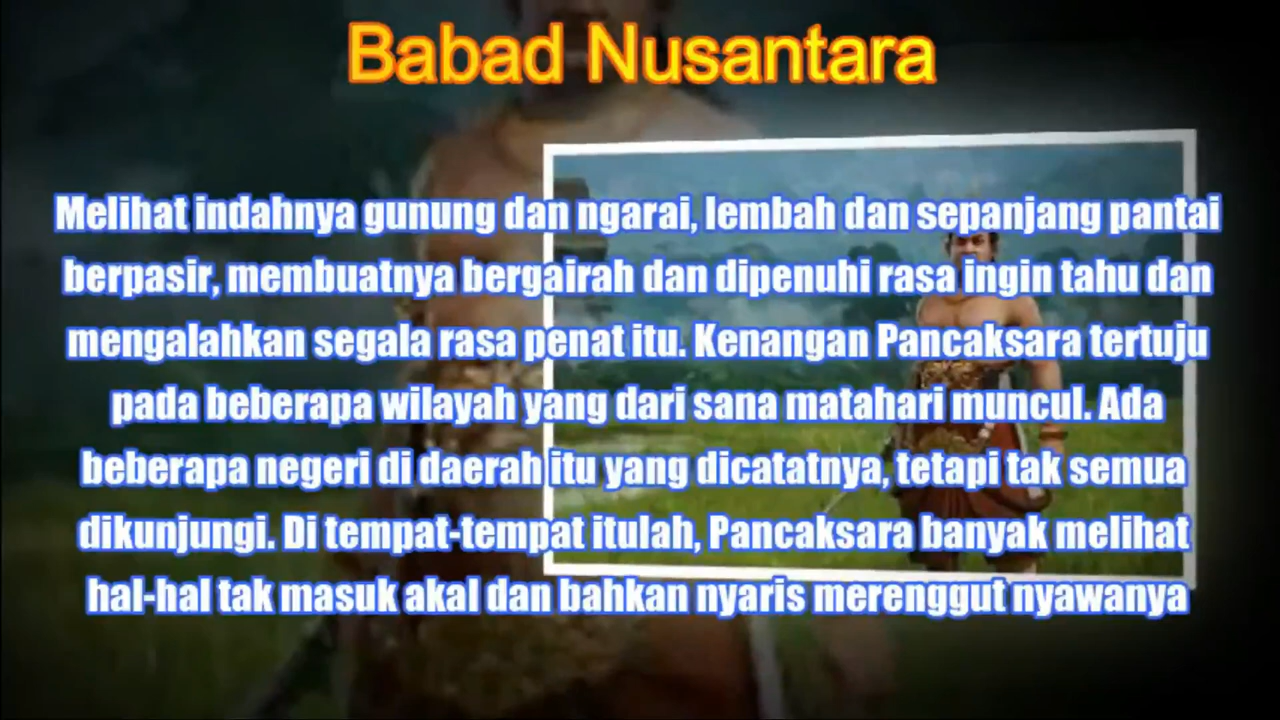 Babad Nusantara
Melihat indahnya gunung dan ngarai, lembah dan sepanjang pantai
berpasir, membuatnya bergairah dan dipenuhi rasa ingin tahu dan
mengalahkan segala rasa penat itu. Kenangan Pancaksara tertuju
pada beberapa wilayah yang dari sana matahari muncul. Ada
beberapa negeri di daerah itu yang dicatatnya, tetapi tak semua
dikunjungi. Di tempat-tempat itulah, Pancaksara banyak melihat
hal-hal tak masuk akal dan bahkan nyaris merenggut nyawanya